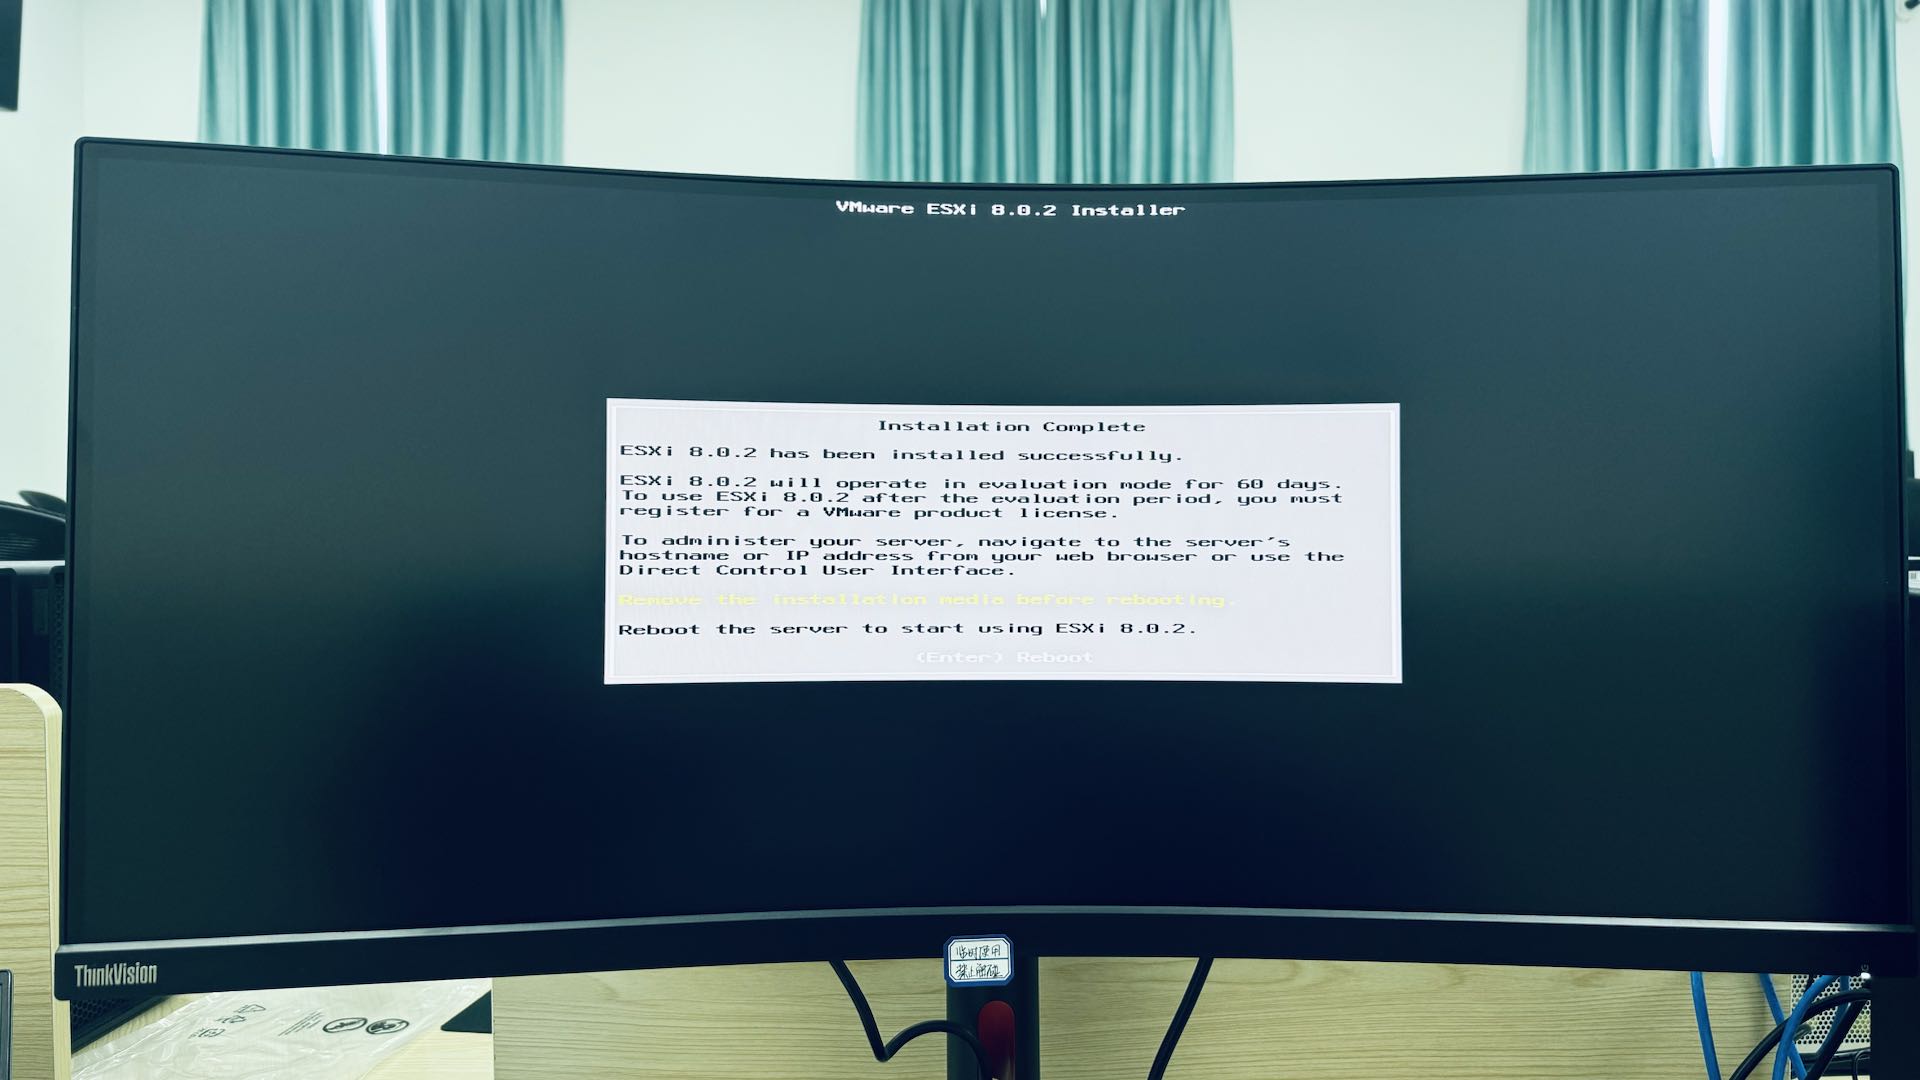 VMware ESXi 8.0.2 Installer
Installation Complete
ESXi 8.0.2 has been installed successfully.
ESXi 8.0.2 will operate in evaluation mode for 60 days.
To use ESXi 8.0.2 after the evaluation period, you must
register for a VMware product license.
To administer your server, navigate to the server's
hostname or IP address from your web browser or use the
Direct Control User Interface.
Remove the installation media before rebooting.
Reboot the server to start using ESXi 8.0.2.
(Enter) Reboot
ThinkVision
临时使用
禁止触碰